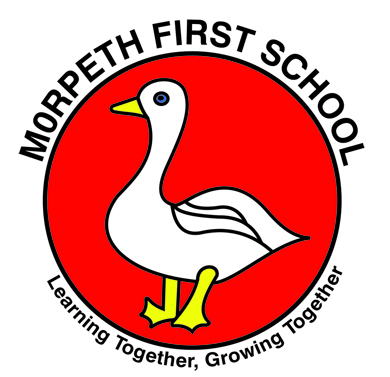 MORPETH FIRST SCHOOL
Learning Together, Growing Together